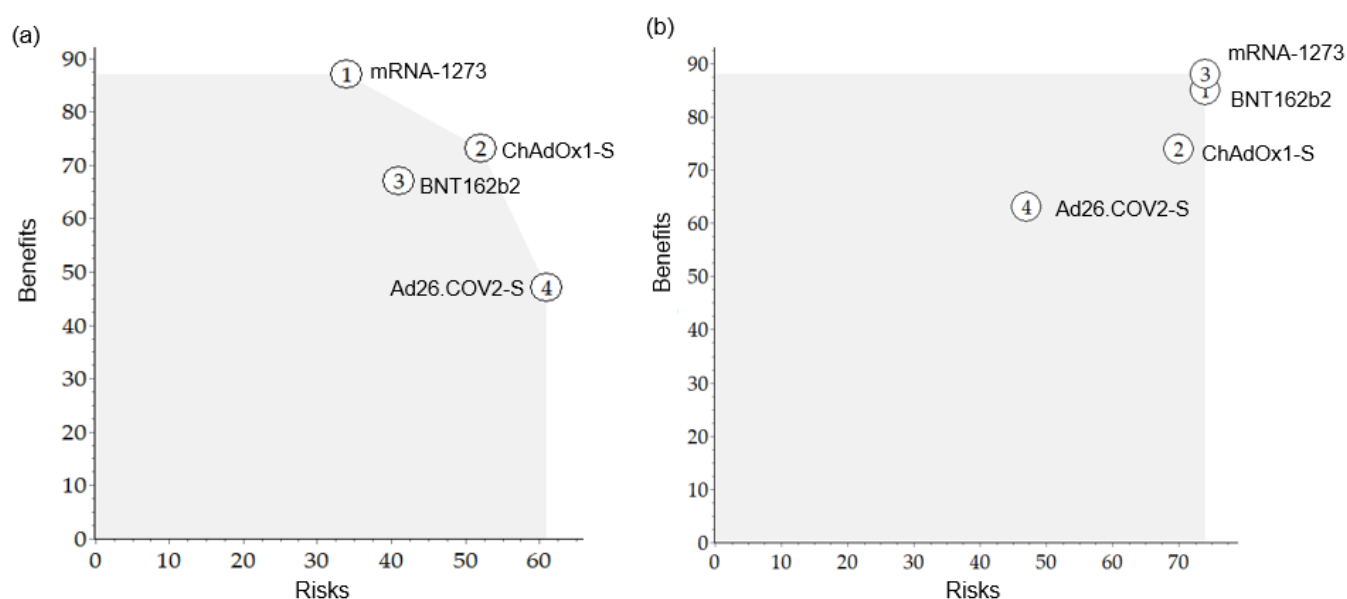 (a)
90
80
70
60
50
40
30
20
10
0
Benefits
1 mRNA-1273
2 ChAdOx1-S
3 BNT162b2
Ad26.COV2-S 4
0 10 20 30 40 50 60
Risks
(b)
90
80
70
60
50
40
30
20
10
0
Benefits
3 mRNA-1273
1 BNT162b2
2 ChAdOx1-S
4 Ad26.COV2-S
0 10 20 30 40 50 60 70
Risks